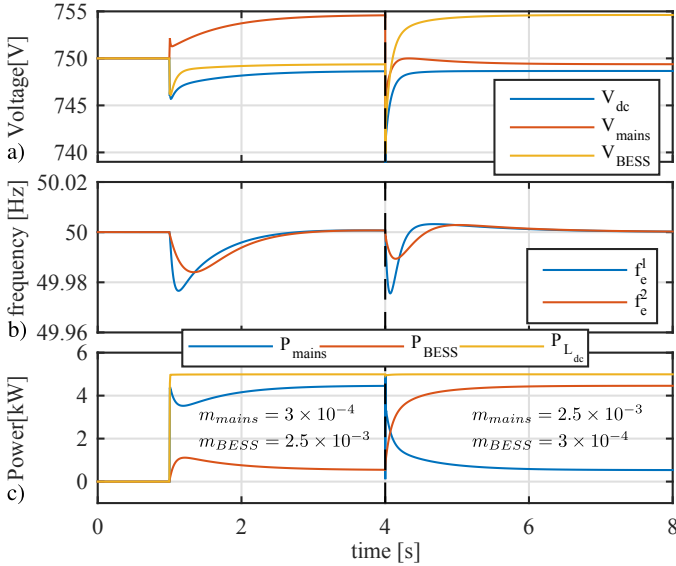 755
750
745
740
Voltage[V]
a)
V_dc
V_mains
V_BESS
50.02
50
49.98
49.96
frequency [Hz]
b)
f_e^1
f_e^2
P_mains
P_BESS
P_L_dc
6
4
2
0
Power[kW]
c)
m_mains = 3 × 10^-4
m_BESS = 2.5 × 10^-3
m_mains = 2.5 × 10^-3
m_BESS = 3 × 10^-4
0 2 4 6 8
time [s]